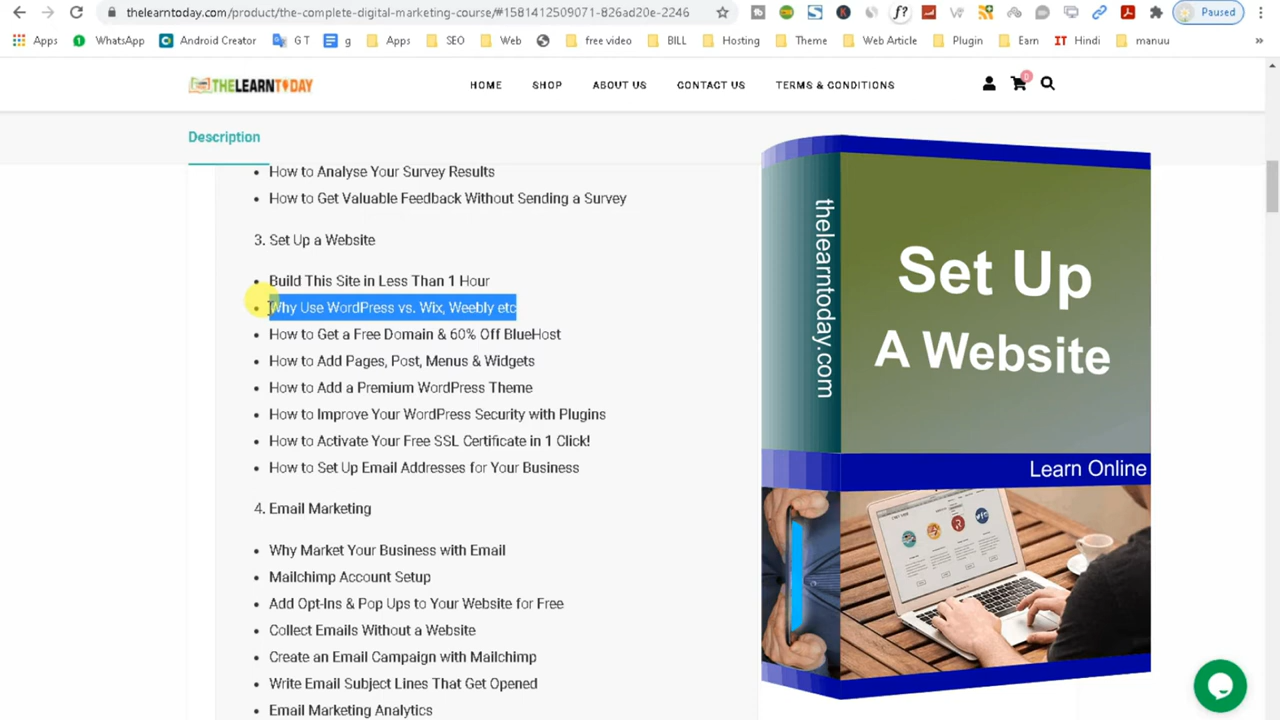 thelearntoday.com/product/the-complete-digital-marketing-course/#1581412509071-826ad20e-2246
Paused
Apps
WhatsApp
Android Creator
G T
g
Apps
SEO
Web
free video
BILL
Hosting
Theme
Web Article
Plugin
Earn
IT Hindi
manuu
»
THELEARNTODAY
HOME
SHOP
ABOUT US
CONTACT US
TERMS & CONDITIONS
0
Description
• How to Analyse Your Survey Results
• How to Get Valuable Feedback Without Sending a Survey
3. Set Up a Website
• Build This Site in Less Than 1 Hour
• Why Use WordPress vs. Wix, Weebly etc
• How to Get a Free Domain & 60% Off BlueHost
• How to Add Pages, Post, Menus & Widgets
• How to Add a Premium WordPress Theme
• How to Improve Your WordPress Security with Plugins
• How to Activate Your Free SSL Certificate in 1 Click!
• How to Set Up Email Addresses for Your Business
4. Email Marketing
• Why Market Your Business with Email
• Mailchimp Account Setup
• Add Opt-Ins & Pop Ups to Your Website for Free
• Collect Emails Without a Website
• Create an Email Campaign with Mailchimp
• Write Email Subject Lines That Get Opened
• Email Marketing Analytics
thelearntoday.com
Set Up
A Website
Learn Online